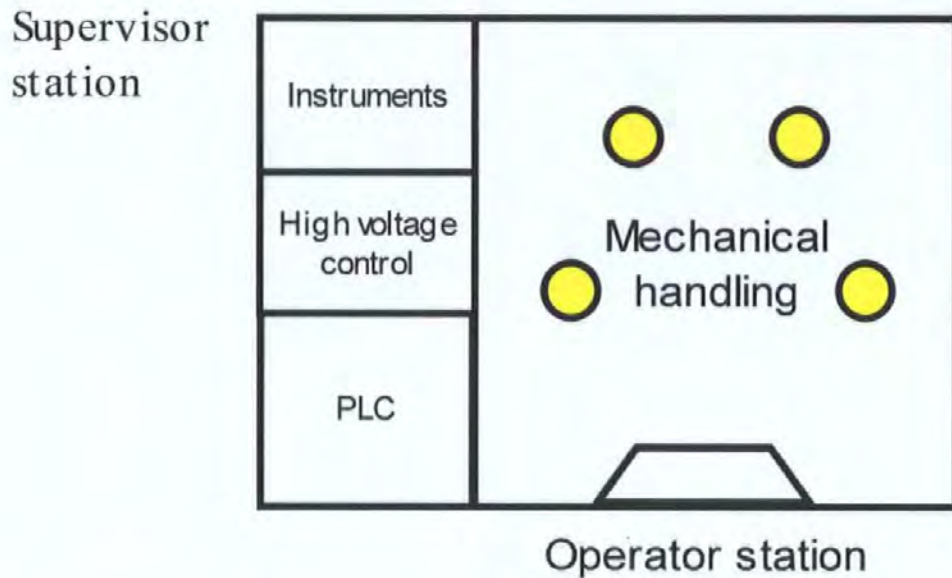 Supervisor
station
Instruments
High voltage
control
PLC
Mechanical
handling
Operator station